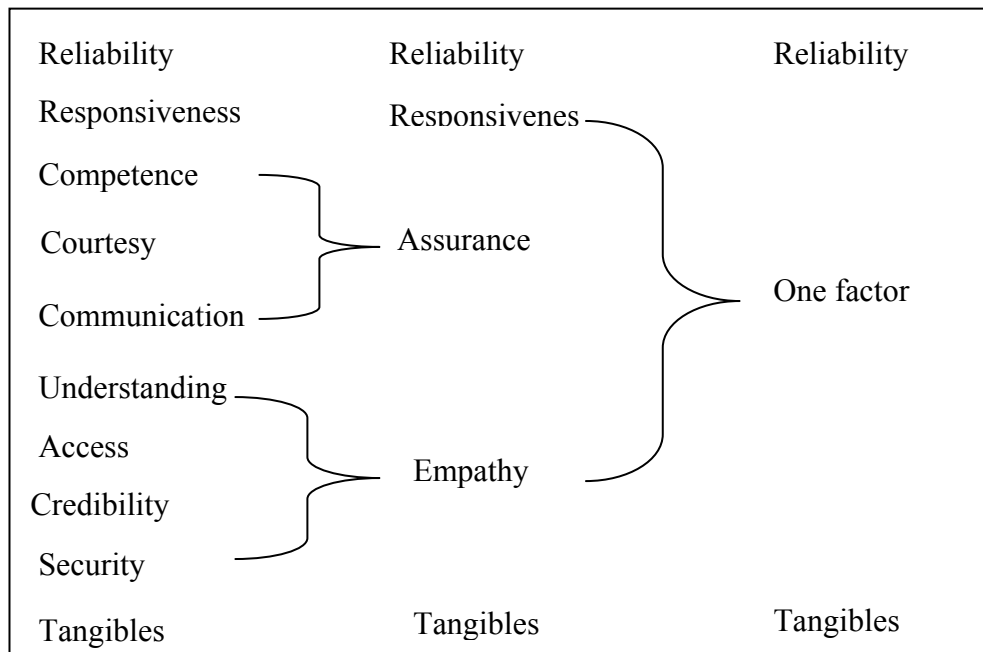 Reliability Reliability Reliability
Responsiveness Responsivenes
Competence
Courtesy Assurance
Communication One factor
Understanding
Access Empathy
Credibility
Security
Tangibles Tangibles Tangibles